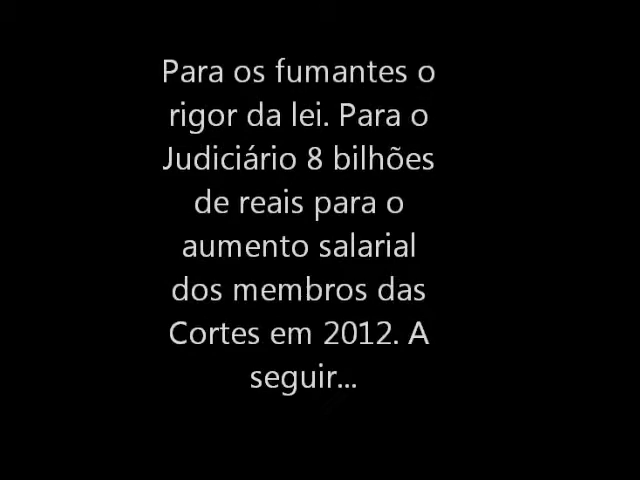 Para os fumantes o
rigor da lei. Para o
Judiciário 8 bilhões
de reais para o
aumento salarial
dos membros das
Cortes em 2012. A
seguir...